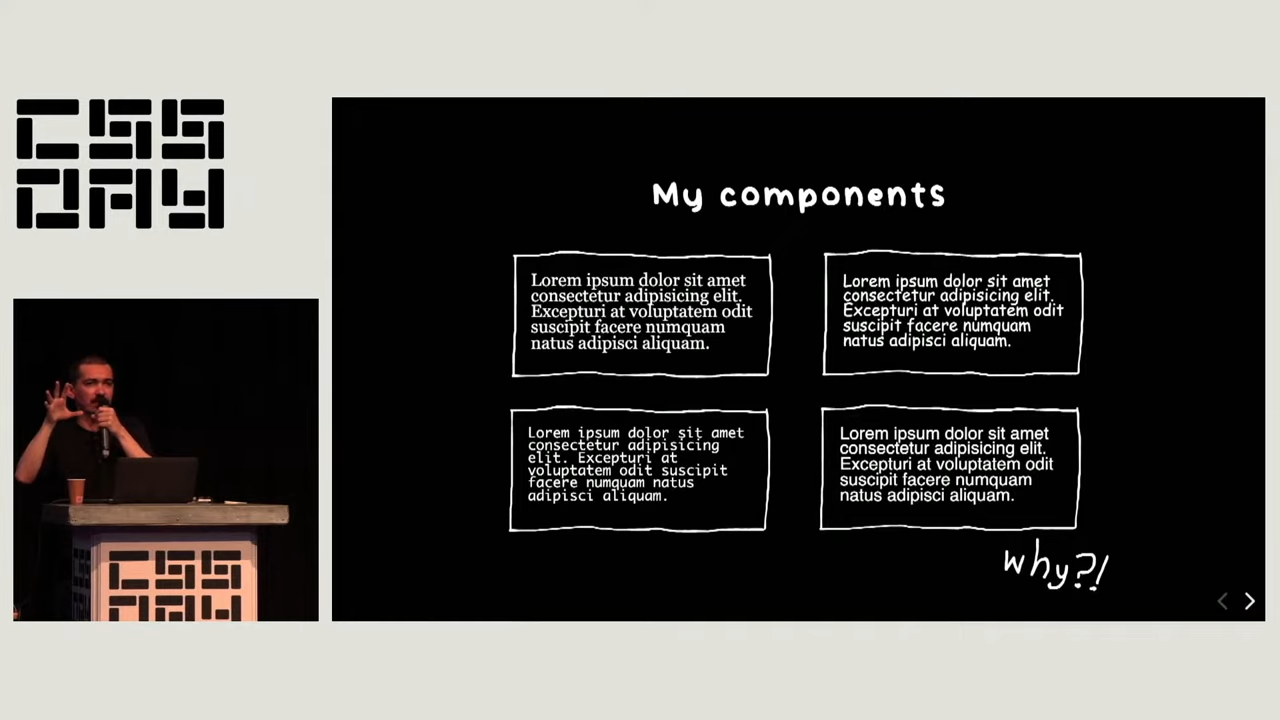 CSS
DAY
My components
Lorem ipsum dolor sit amet
consectetur adipisicing elit.
Excepturi at voluptatem odit
suscipit facere numquam
natus adipisci aliquam.
Lorem ipsum dolor sit amet
consectetur adipisicing elit.
Excepturi at voluptatem odit
suscipit facere numquam
natus adipisci aliquam.
Lorem ipsum dolor sit amet
consectetur adipisicing
elit. Excepturi at
voluptatem odit suscipit
facere numquam natus
adipisci aliquam.
Lorem ipsum dolor sit amet
consectetur adipisicing elit.
Excepturi at voluptatem odit
suscipit facere numquam
natus adipisci aliquam.
why?!
CSS
DAY